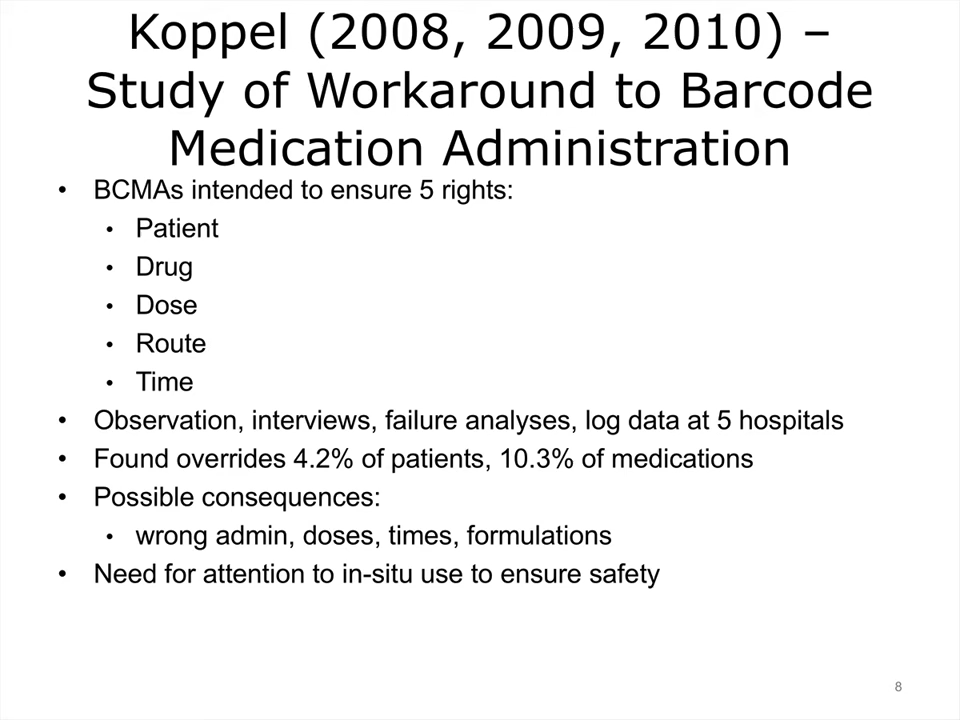 Koppel (2008, 2009, 2010) –
Study of Workaround to Barcode
Medication Administration
• BCMAs intended to ensure 5 rights:
• Patient
• Drug
• Dose
• Route
• Time
• Observation, interviews, failure analyses, log data at 5 hospitals
• Found overrides 4.2% of patients, 10.3% of medications
• Possible consequences:
• wrong admin, doses, times, formulations
• Need for attention to in-situ use to ensure safety
8